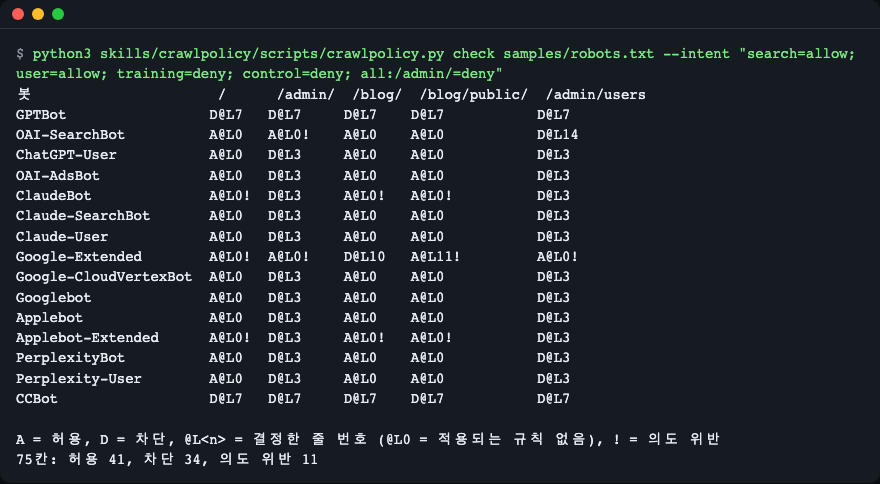 $ python3 skills/crawlpolicy/scripts/crawlpolicy.py check samples/robots.txt --intent "search=allow;
user=allow; training=deny; control=deny; all:/admin/=deny"
봇 / /admin/ /blog/ /blog/public/ /admin/users
GPTBot D@L7 D@L7 D@L7 D@L7 D@L7
OAI-SearchBot A@L0 A@L0! A@L0 A@L0 D@L14
ChatGPT-User A@L0 D@L3 A@L0 A@L0 D@L3
OAI-AdsBot A@L0 D@L3 A@L0 A@L0 D@L3
ClaudeBot A@L0! D@L3 A@L0! A@L0! D@L3
Claude-SearchBot A@L0 D@L3 A@L0 A@L0 D@L3
Claude-User A@L0 D@L3 A@L0 A@L0 D@L3
Google-Extended A@L0! A@L0! D@L10 A@L11! A@L0!
Google-CloudVertexBot A@L0 D@L3 A@L0 A@L0 D@L3
Googlebot A@L0 D@L3 A@L0 A@L0 D@L3
Applebot A@L0 D@L3 A@L0 A@L0 D@L3
Applebot-Extended A@L0! D@L3 A@L0! A@L0! D@L3
PerplexityBot A@L0 D@L3 A@L0 A@L0 D@L3
Perplexity-User A@L0 D@L3 A@L0 A@L0 D@L3
CCBot D@L7 D@L7 D@L7 D@L7 D@L7
A = 허용, D = 차단, @L<n> = 결정한 줄 번호 (@L0 = 적용되는 규칙 없음), ! = 의도 위반
75칸: 허용 41, 차단 34, 의도 위반 11